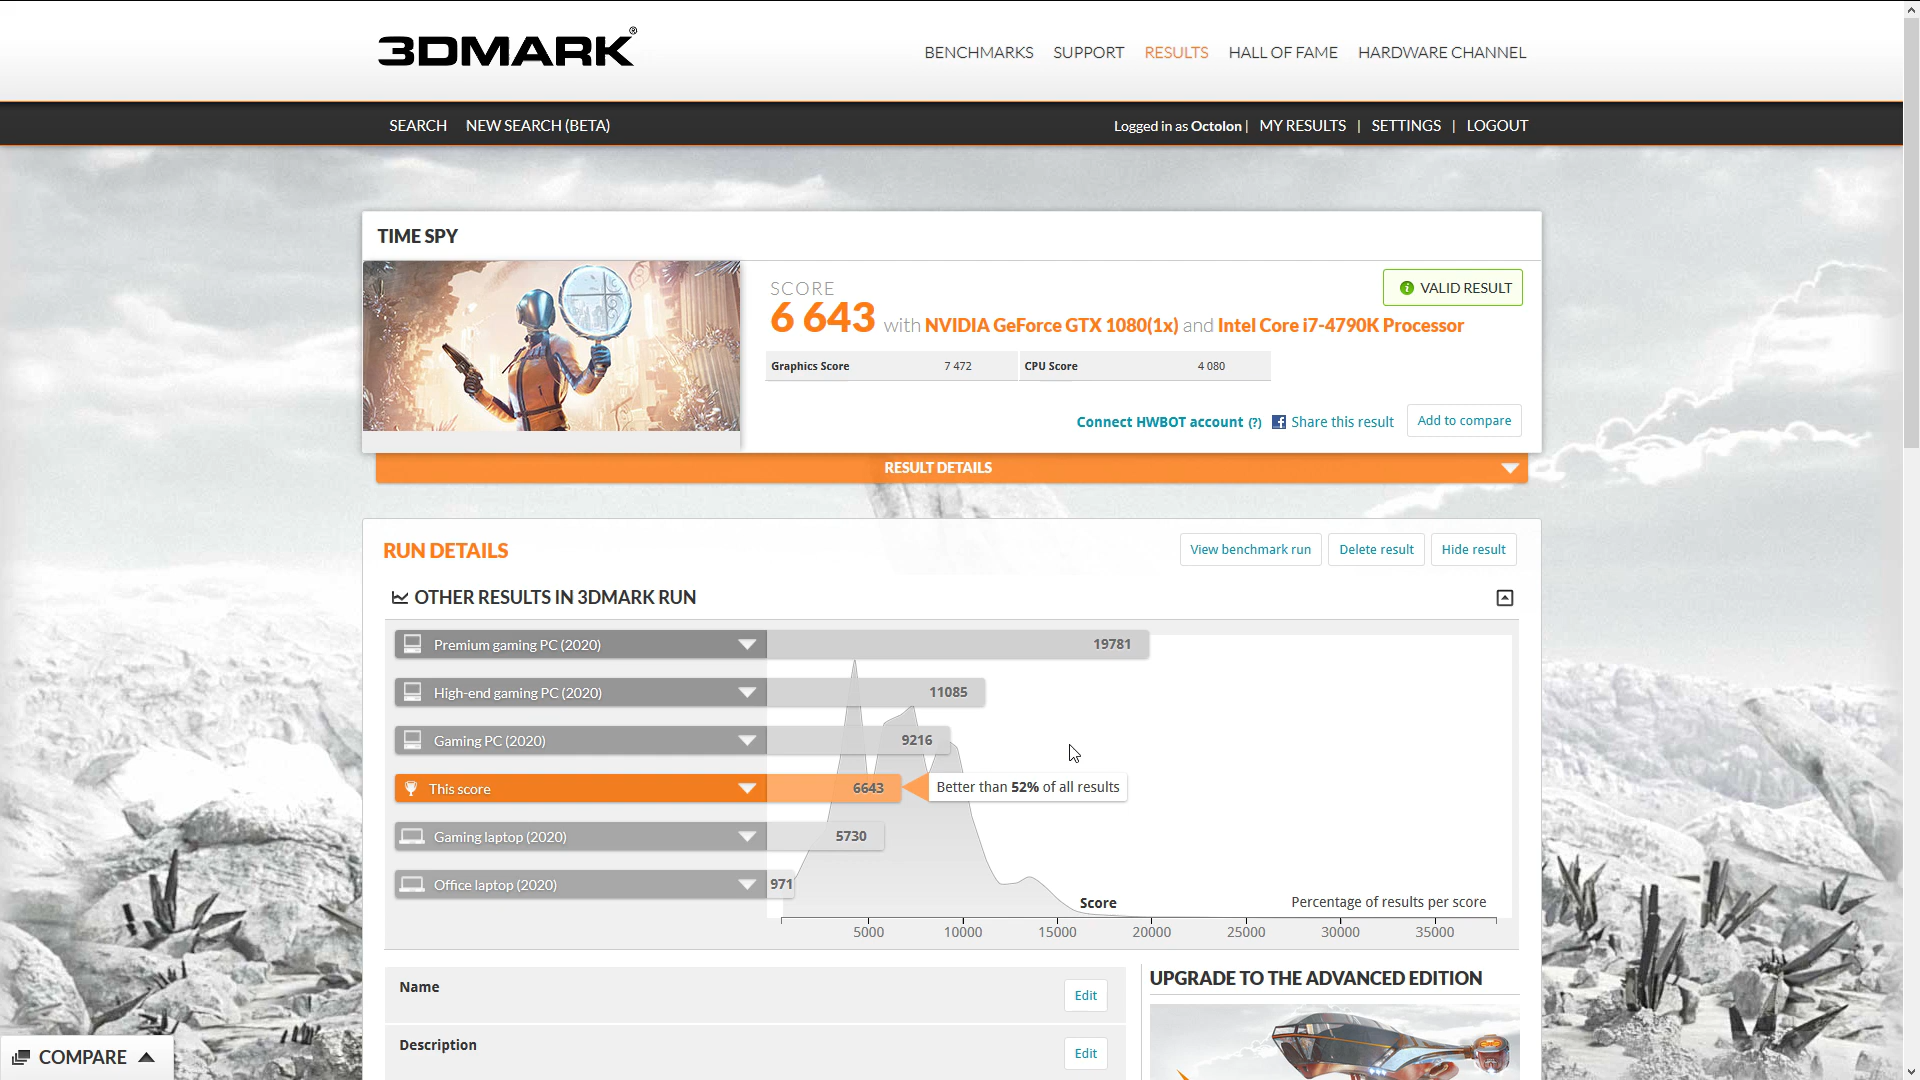 3DMARK®
BENCHMARKS SUPPORT RESULTS HALL OF FAME HARDWARE CHANNEL
SEARCH NEW SEARCH (BETA) Logged in as Octolon | MY RESULTS | SETTINGS | LOGOUT
TIME SPY
SCORE
VALID RESULT
6 643 with NVIDIA GeForce GTX 1080(1x) and Intel Core i7-4790K Processor
Graphics Score 7 472 CPU Score 4 080
Connect HWBOT account (?) Share this result Add to compare
RESULT DETAILS
RUN DETAILS View benchmark run Delete result Hide result
OTHER RESULTS IN 3DMARK RUN
Premium gaming PC (2020) 19781
High-end gaming PC (2020) 11085
Gaming PC (2020) 9216
This score 6643 Better than 52% of all results
Gaming laptop (2020) 5730
Office laptop (2020) 971
Score Percentage of results per score
5000 10000 15000 20000 25000 30000 35000
Name Edit
UPGRADE TO THE ADVANCED EDITION
Description Edit
COMPARE